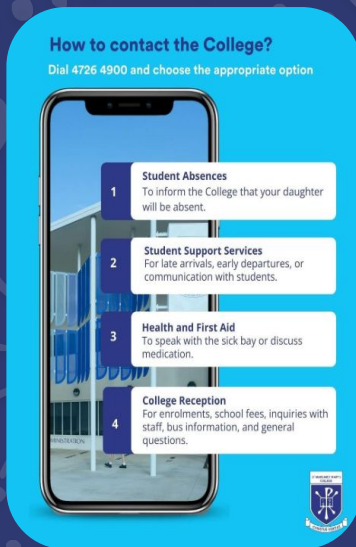 How to contact the College?
Dial 4726 4900 and choose the appropriate option
1
Student Absences
To inform the College that your daughter
will be absent.
2
Student Support Services
For late arrivals, early departures, or
communication with students.
3
Health and First Aid
To speak with the sick bay or discuss
medication.
4
College Reception
For enrolments, school fees, inquiries with
staff, bus information, and general
questions.
MINISTRATION